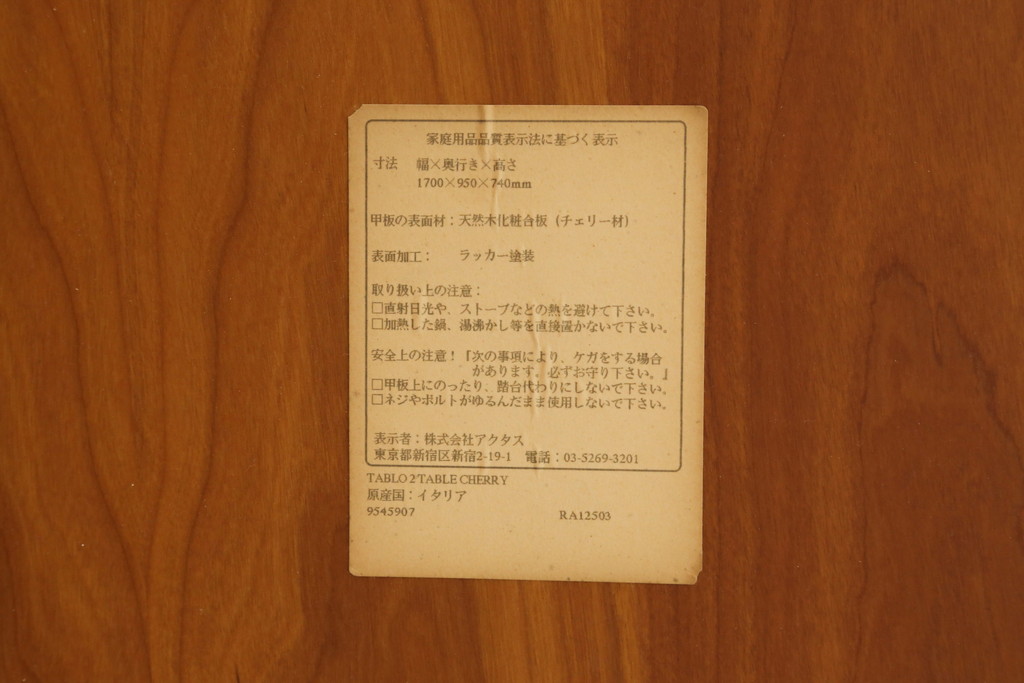 家庭用品品質表示法に基づく表示
寸法 幅×奥行き×高さ
1700×950×740mm
甲板の表面材：天然木化粧合板（チェリー材）
表面加工： ラッカー塗装
取り扱い上の注意：
□直射日光や、ストーブなどの熱を避けて下さい。
□加熱した鍋、湯沸かし等を直接置かないで下さい。
安全上の注意！『次の事項により、ケガをする場合
があります。必ずお守り下さい。』
□甲板上にのったり、踏台代わりにしないで下さい。
□ネジやボルトがゆるんだまま使用しないで下さい。
表示者：株式会社アクタス
東京都新宿区新宿2-19-1 電話：03-5269-3201
TABLO 2 TABLE CHERRY
原産国：イタリア
9545907 RA12503